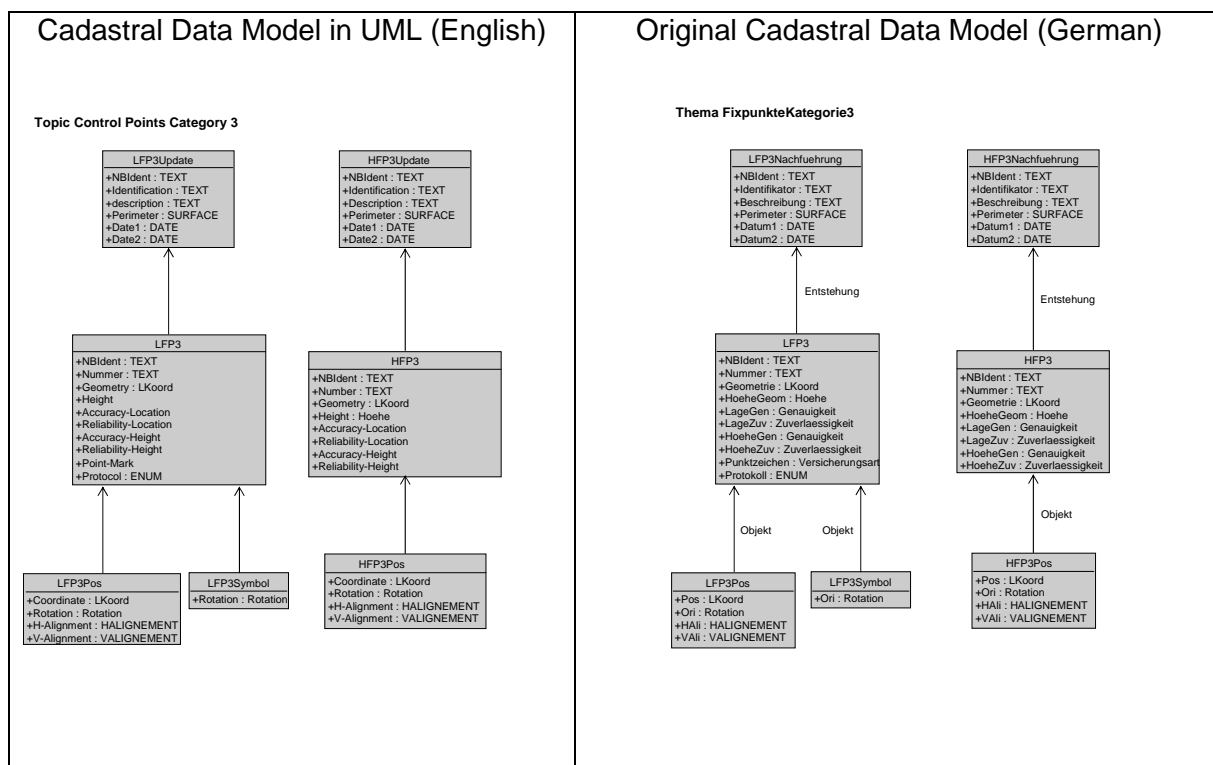 Cadastral Data Model in UML (English)
Topic Control Points Category 3
LFP3Update
+NBIdent : TEXT
+Identification : TEXT
+description : TEXT
+Perimeter : SURFACE
+Date1 : DATE
+Date2 : DATE
HFP3Update
+NBIdent : TEXT
+Identification : TEXT
+Description : TEXT
+Perimeter : SURFACE
+Date1 : DATE
+Date2 : DATE
LFP3
+NBIdent : TEXT
+Nummer : TEXT
+Geometry : LKoord
+Height
+Accuracy-Location
+Reliability-Location
+Accuracy-Height
+Reliability-Height
+Point-Mark
+Protocol : ENUM
HFP3
+NBIdent : TEXT
+Number : TEXT
+Geometry : LKoord
+Height : Hoehe
+Accuracy-Location
+Reliability-Location
+Accuracy-Height
+Reliability-Height
LFP3Pos
+Coordinate : LKoord
+Rotation : Rotation
+H-Alignment : HALIGNEMENT
+V-Alignment : VALIGNEMENT
LFP3Symbol
+Rotation : Rotation
HFP3Pos
+Coordinate : LKoord
+Rotation : Rotation
+H-Alignment : HALIGNEMENT
+V-Alignment : VALIGNEMENT
Original Cadastral Data Model (German)
Thema FixpunkteKategorie3
LFP3Nachfuehrung
+NBIdent : TEXT
+Identifikator : TEXT
+Beschreibung : TEXT
+Perimeter : SURFACE
+Datum1 : DATE
+Datum2 : DATE
HFP3Nachfuehrung
+NBIdent : TEXT
+Identifikator : TEXT
+Beschreibung : TEXT
+Perimeter : SURFACE
+Datum1 : DATE
+Datum2 : DATE
Entstehung
Entstehung
LFP3
+NBIdent : TEXT
+Nummer : TEXT
+Geometrie : LKoord
+HoeheGeom : Hoehe
+LageGen : Genauigkeit
+LageZuv : Zuverlaessigkeit
+HoeheGen : Genauigkeit
+HoeheZuv : Zuverlaessigkeit
+Punktzeichen : Versicherungsart
+Protokoll : ENUM
HFP3
+NBIdent : TEXT
+Nummer : TEXT
+Geometrie : LKoord
+HoeheGeom : Hoehe
+LageGen : Genauigkeit
+LageZuv : Zuverlaessigkeit
+HoeheGen : Genauigkeit
+HoeheZuv : Zuverlaessigkeit
Objekt
Objekt
Objekt
LFP3Pos
+Pos : LKoord
+Ori : Rotation
+HAli : HALIGNEMENT
+VAli : VALIGNEMENT
LFP3Symbol
+Ori : Rotation
HFP3Pos
+Pos : LKoord
+Ori : Rotation
+HAli : HALIGNEMENT
+VAli : VALIGNEMENT